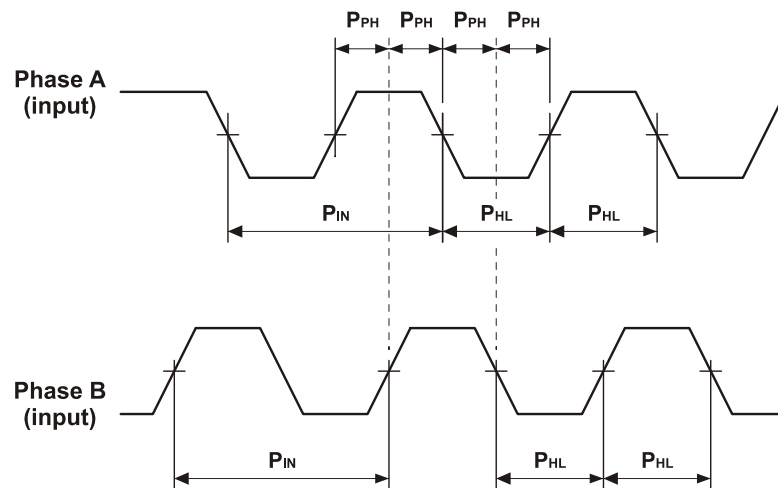 PPH PPH PPH PPH
Phase A
(input)
PIN PHL PHL
Phase B
(input)
PIN PHL PHL